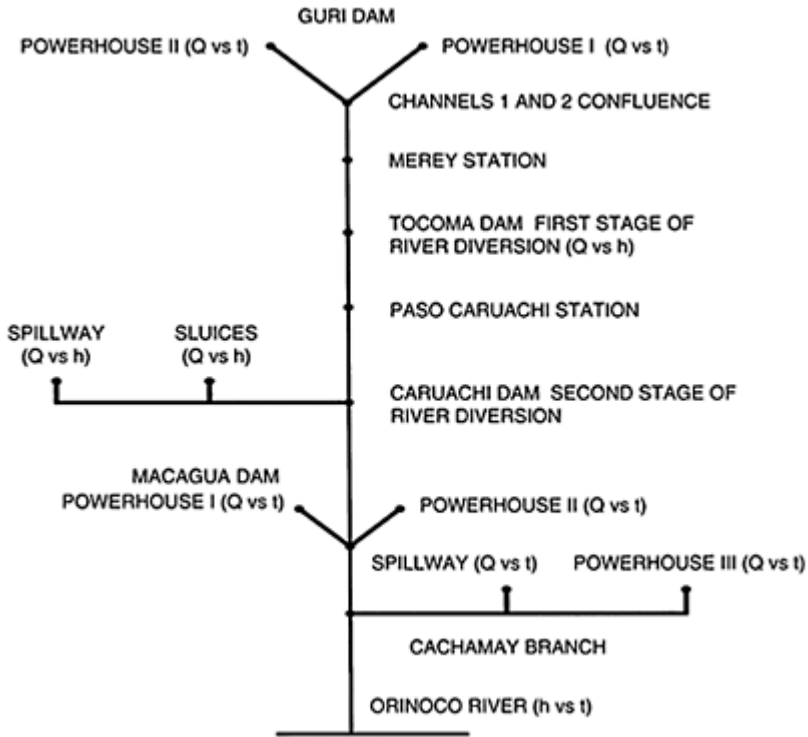 GURI DAM
POWERHOUSE II (Q vs t)
POWERHOUSE I (Q vs t)
CHANNELS 1 AND 2 CONFLUENCE
MEREY STATION
TOCOMA DAM FIRST STAGE OF
RIVER DIVERSION (Q vs h)
PASO CARUACHI STATION
SPILLWAY
(Q vs h)
SLUICES
(Q vs h)
CARUACHI DAM SECOND STAGE OF
RIVER DIVERSION
MACAGUA DAM
POWERHOUSE I (Q vs t)
POWERHOUSE II (Q vs t)
SPILLWAY (Q vs t)
POWERHOUSE III (Q vs t)
CACHAMAY BRANCH
ORINOCO RIVER (h vs t)